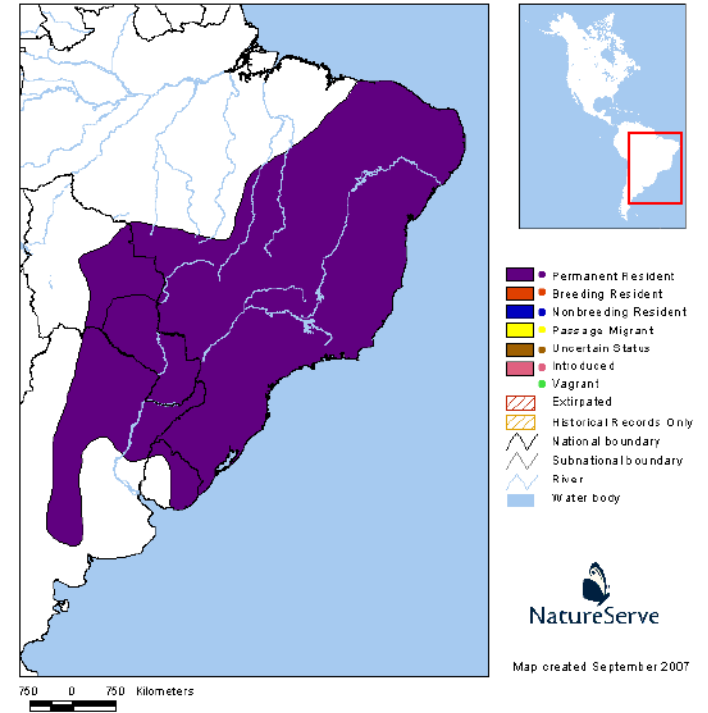 Permanent Resident
Breeding Resident
Nonbreeding Resident
Passage Migrant
Uncertain Status
Introduced
Vagrant
Extirpated
Historical Records Only
National boundary
Subnational boundary
River
Water body
NatureServe
Map created September 2007
750 0 750 Kilometers